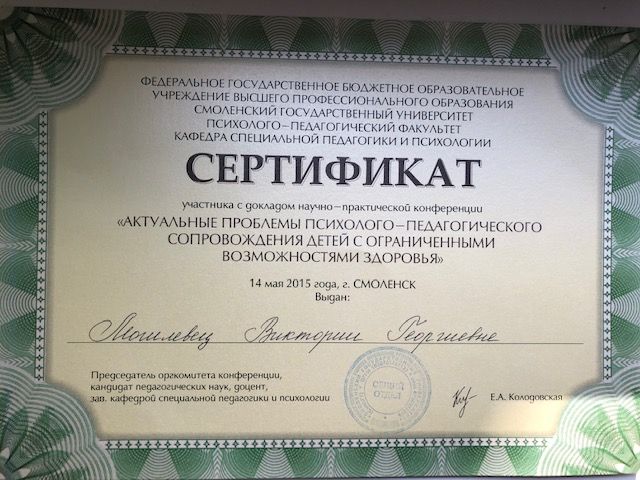 ФЕДЕРАЛЬНОЕ ГОСУДАРСТВЕННОЕ БЮДЖЕТНОЕ ОБРАЗОВАТЕЛЬНОЕ
УЧРЕЖДЕНИЕ ВЫСШЕГО ПРОФЕССИОНАЛЬНОГО ОБРАЗОВАНИЯ
СМОЛЕНСКИЙ ГОСУДАРСТВЕННЫЙ УНИВЕРСИТЕТ
ПСИХОЛОГО-ПЕДАГОГИЧЕСКИЙ ФАКУЛЬТЕТ
КАФЕДРА СПЕЦИАЛЬНОЙ ПЕДАГОГИКИ И ПСИХОЛОГИИ
СЕРТИФИКАТ
участника с докладом научно-практической конференции
«АКТУАЛЬНЫЕ ПРОБЛЕМЫ ПСИХОЛОГО-ПЕДАГОГИЧЕСКОГО
СОПРОВОЖДЕНИЯ ДЕТЕЙ С ОГРАНИЧЕННЫМИ
ВОЗМОЖНОСТЯМИ ЗДОРОВЬЯ»
14 мая 2015 года, г. СМОЛЕНСК
Выдан:
Виктории Георгиевне
Председатель оргкомитета конференции,
кандидат педагогических наук, доцент,
зав. кафедрой специальной педагогики и психологии
ОБЩИЙ
ОТДЕЛ
Е.А. Колодовская